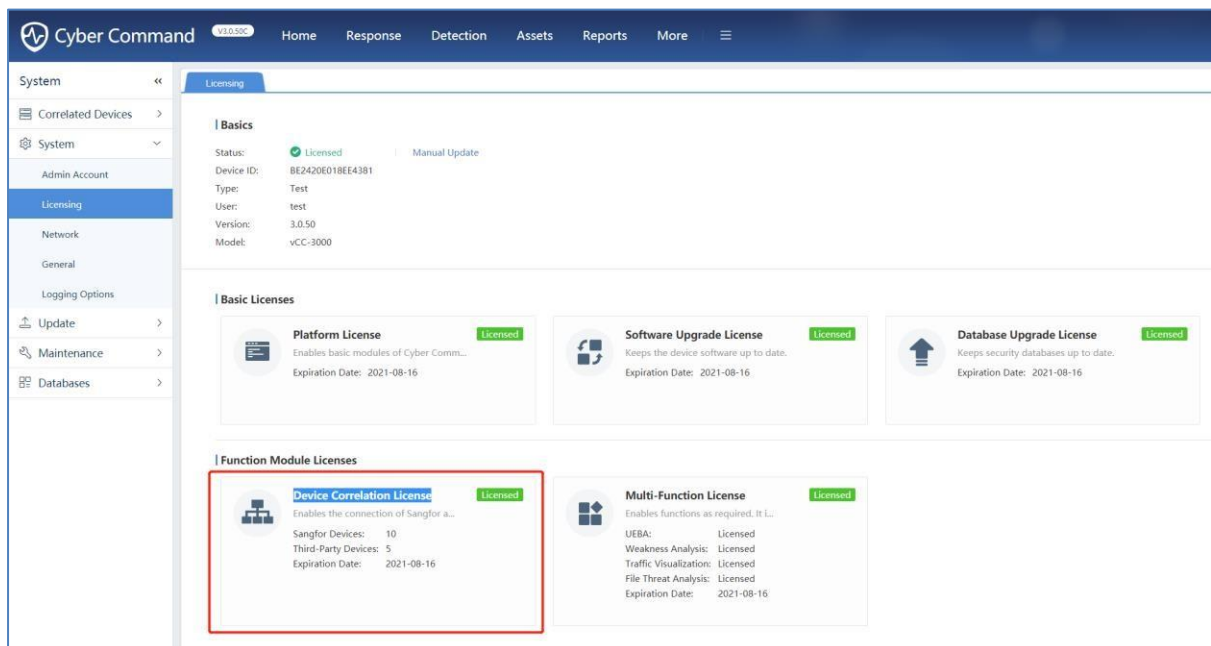 Cyber Command V3.0.50C Home Response Detection Assets Reports More
System
Licensing
Correlated Devices
System
Admin Account
Licensing
Network
General
Logging Options
Update
Maintenance
Databases
Basics
Status: Licensed Manual Update
Device ID: BE2420E018EE4381
Type: Test
User: test
Version: 3.0.50
Model: vCC-3000
Basic Licenses
Platform License Licensed
Enables basic modules of Cyber Comm...
Expiration Date: 2021-08-16
Software Upgrade License Licensed
Keeps the device software up to date.
Expiration Date: 2021-08-16
Database Upgrade License Licensed
Keeps security databases up to date.
Expiration Date: 2021-08-16
Function Module Licenses
Device Correlation License Licensed
Enables the connection of Sangfor a...
Sangfor Devices: 10
Third-Party Devices: 5
Expiration Date: 2021-08-16
Multi-Function License Licensed
Enables functions as required. It i...
UEBA: Licensed
Weakness Analysis: Licensed
Traffic Visualization: Licensed
File Threat Analysis: Licensed
Expiration Date: 2021-08-16